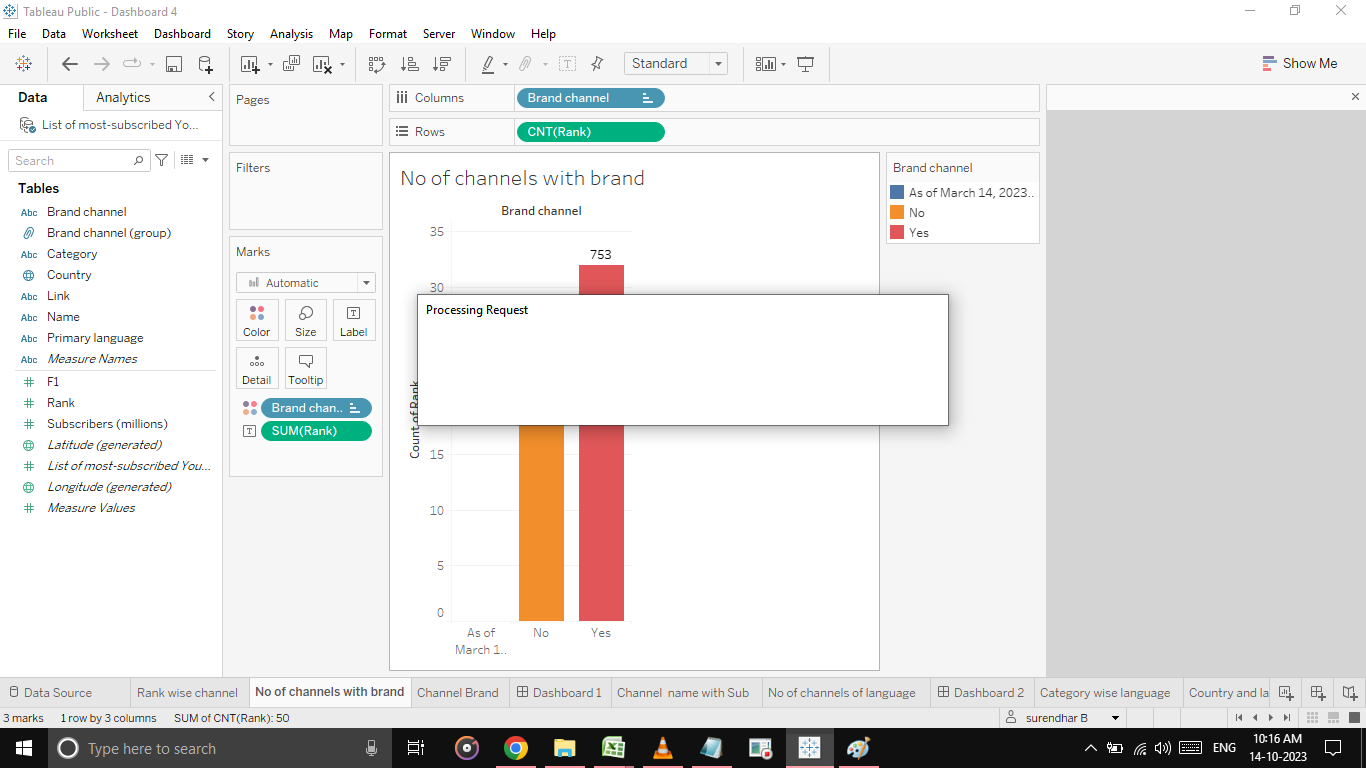 Tableau Public - Dashboard 4
File Data Worksheet Dashboard Story Analysis Map Format Server Window Help
Standard
Show Me
Data Analytics
List of most-subscribed Yo...
Search
Tables
Abc Brand channel
Brand channel (group)
Abc Category
Country
Abc Link
Abc Name
Abc Primary language
Abc Measure Names
F1
Rank
Subscribers (millions)
Latitude (generated)
List of most-subscribed You...
Longitude (generated)
Measure Values
Pages
Filters
Marks
Automatic
Color Size Label
Detail Tooltip
Brand chan..
SUM(Rank)
Columns Brand channel
Rows CNT(Rank)
No of channels with brand
Brand channel
35
753
30
Processing Request
Count of Rank
15
10
5
0
As of
March 1..
No
Yes
Brand channel
As of March 14, 2023..
No
Yes
Data Source Rank wise channel No of channels with brand Channel Brand Dashboard 1 Channel name with Sub No of channels of language Dashboard 2 Category wise language Country and la
3 marks 1 row by 3 columns SUM of CNT(Rank): 50 surendhar B
Type here to search
ENG
10:16 AM
14-10-2023